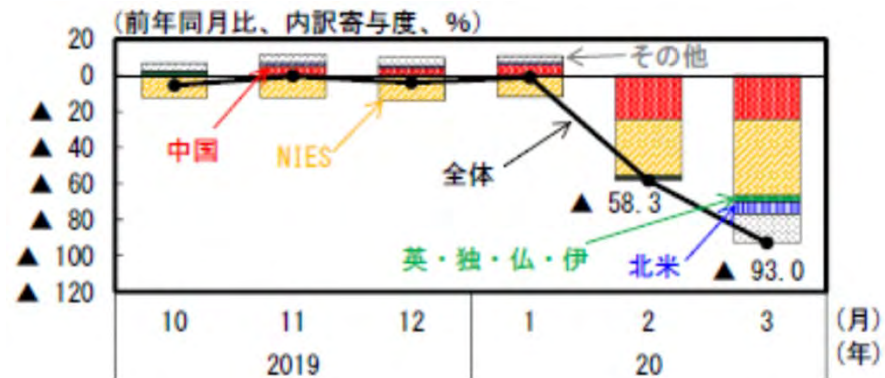 (前年同月比、内訳寄与度、%)
20
0
▲ 20
▲ 40
▲ 60
▲ 80
▲ 100
▲ 120
その他
中国
NIES
全体
▲ 58.3
英・独・仏・伊
北米
▲ 93.0
10 11 12 1 2 3 (月)
2019 20 (年)